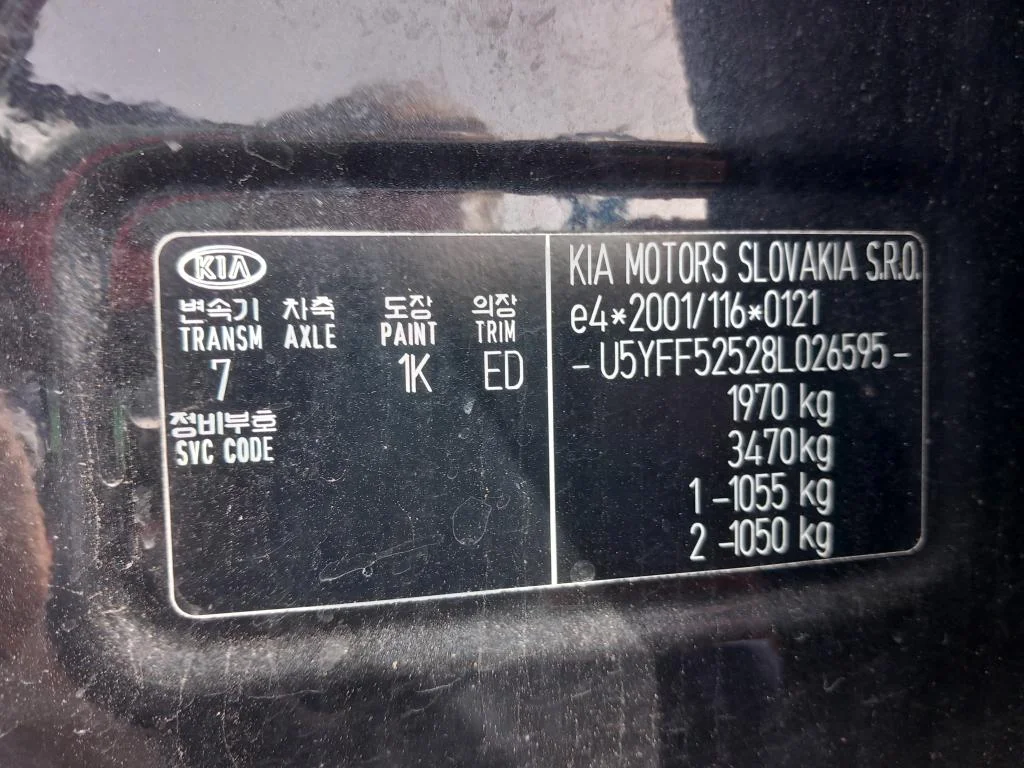 KIA
변속기 차축 도장 의장
TRANSM AXLE PAINT TRIM
7 1K ED
정비부호
SVC CODE
KIA MOTORS SLOVAKIA S.R.O.
e4*2001/116*0121
- U5YFF52528L026595 -
1970 kg
3470 kg
1 -1055 kg
2 -1050 kg